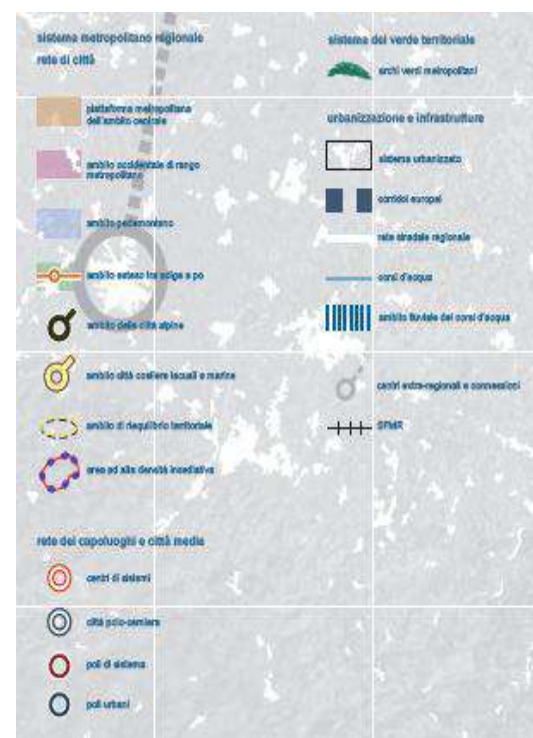 sistema metropolitano regionale
rete di città
piattaforma metropolitana
dell'ambito centrale
ambito occidentale di rango
metropolitano
ambito pedemontano
ambito esteso tra adige e po
ambito delle città alpine
ambito città costiere lacuali e marine
ambito di riequilibrio territoriale
area ad alta densità insediativa
rete dei capoluoghi e città medie
centri di sistemi
città polo-cerniera
poli di sistema
poli urbani
sistema del verde territoriale
archi verdi metropolitani
urbanizzazione e infrastrutture
sistema urbanizzato
corridoi europei
rete stradale regionale
corsi d'acqua
ambito fluviale dei corsi d'acqua
centri extra-regionali e connessioni
SFMR